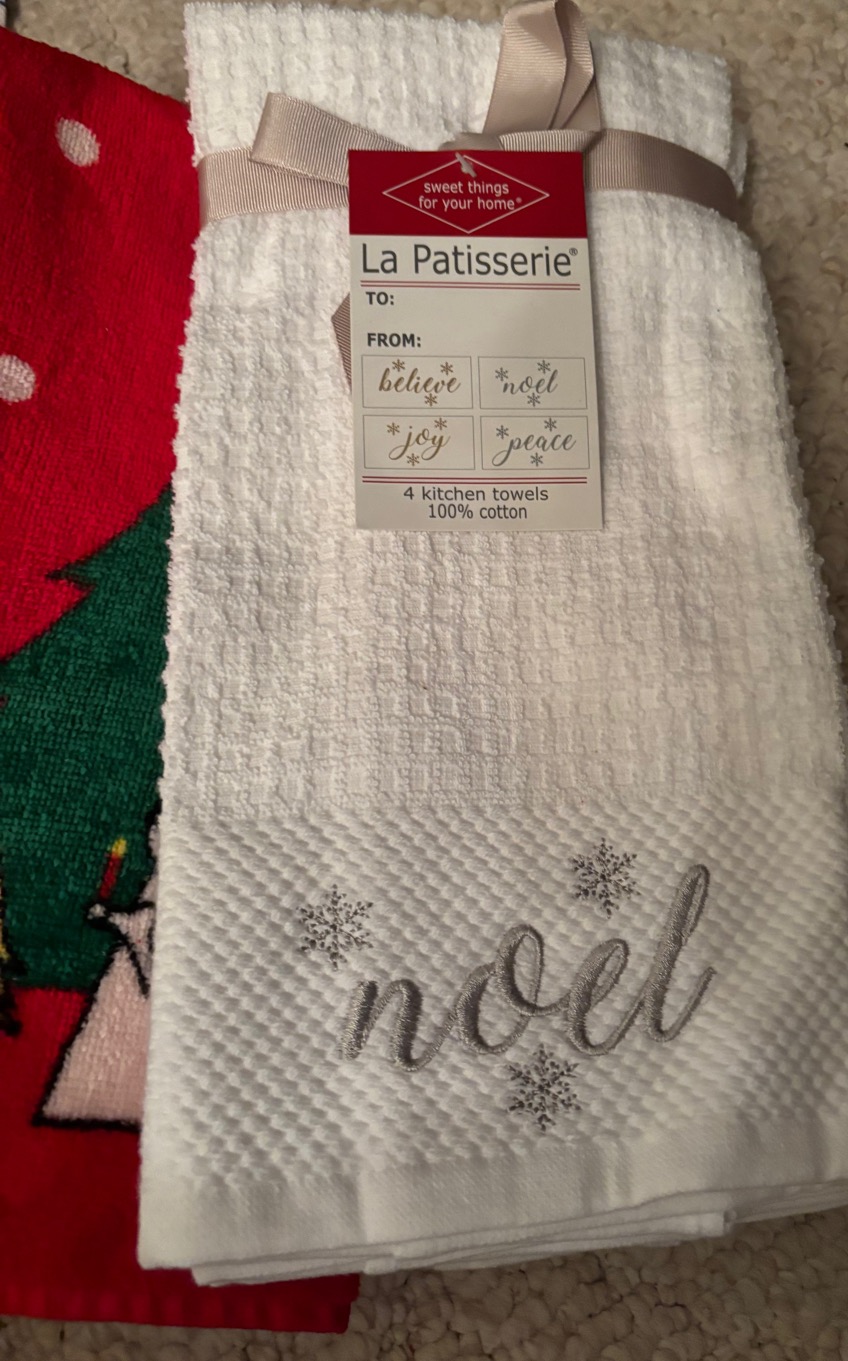 sweet things
for your home®
La Patisserie®
TO:
FROM:
believe
noel
joy
peace
4 kitchen towels
100% cotton
noel